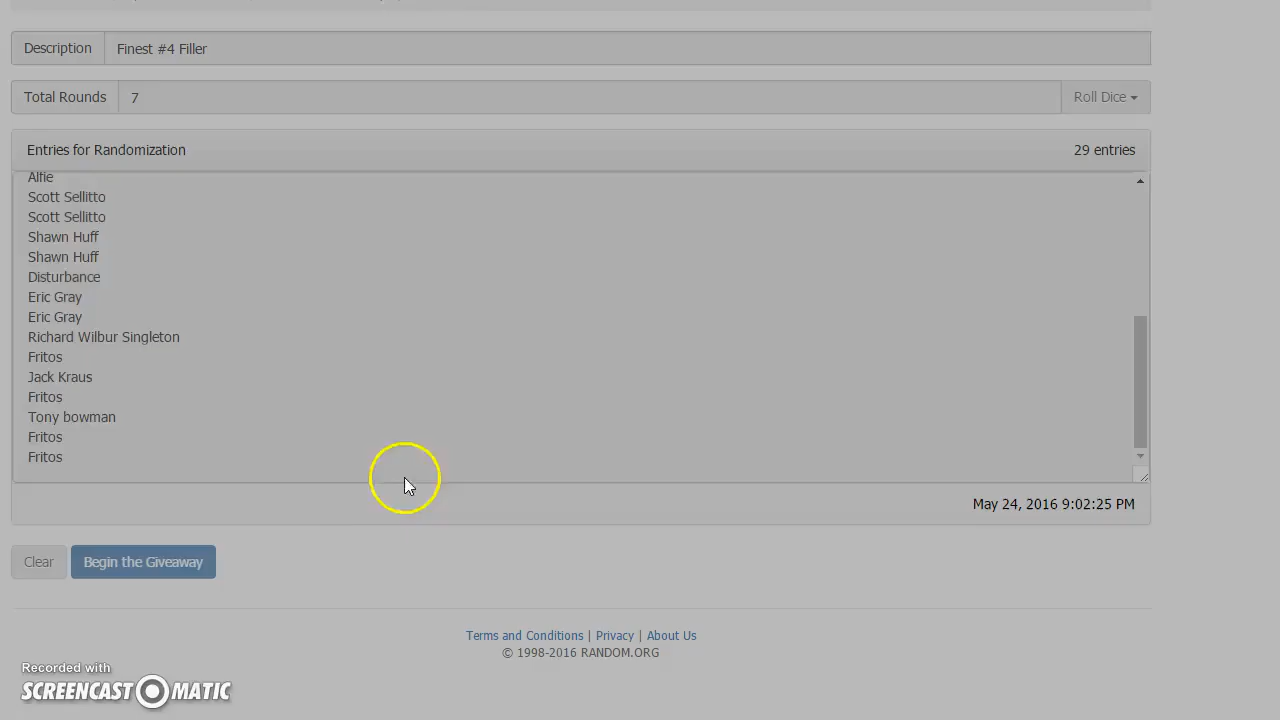 Description Finest #4 Filler
Total Rounds 7 Roll Dice
Entries for Randomization 29 entries
Alfie
Scott Sellitto
Scott Sellitto
Shawn Huff
Shawn Huff
Disturbance
Eric Gray
Eric Gray
Richard Wilbur Singleton
Fritos
Jack Kraus
Fritos
Tony bowman
Fritos
Fritos
May 24, 2016 9:02:25 PM
Clear Begin the Giveaway
Terms and Conditions | Privacy | About Us
© 1998-2016 RANDOM.ORG
Recorded with
SCREENCAST MATIC